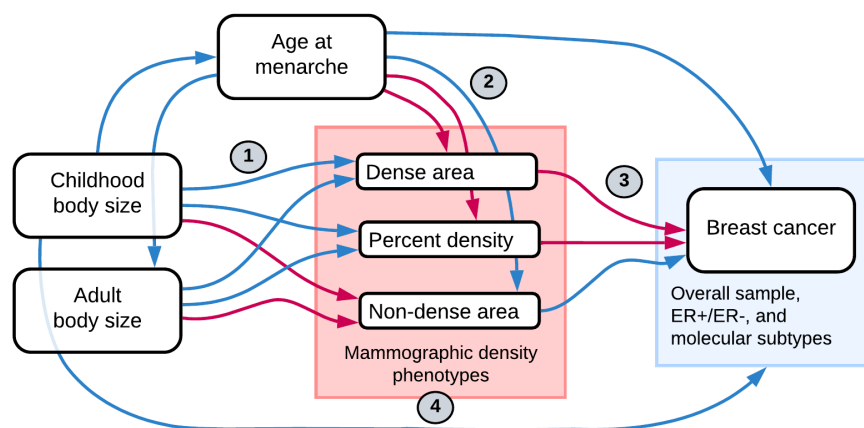 Age at
menarche
2
1
Childhood
body size
Dense area
3
Percent density
Breast cancer
Adult
body size
Non-dense area
Overall sample,
ER+/ER-, and
molecular subtypes
Mammographic density
phenotypes
4